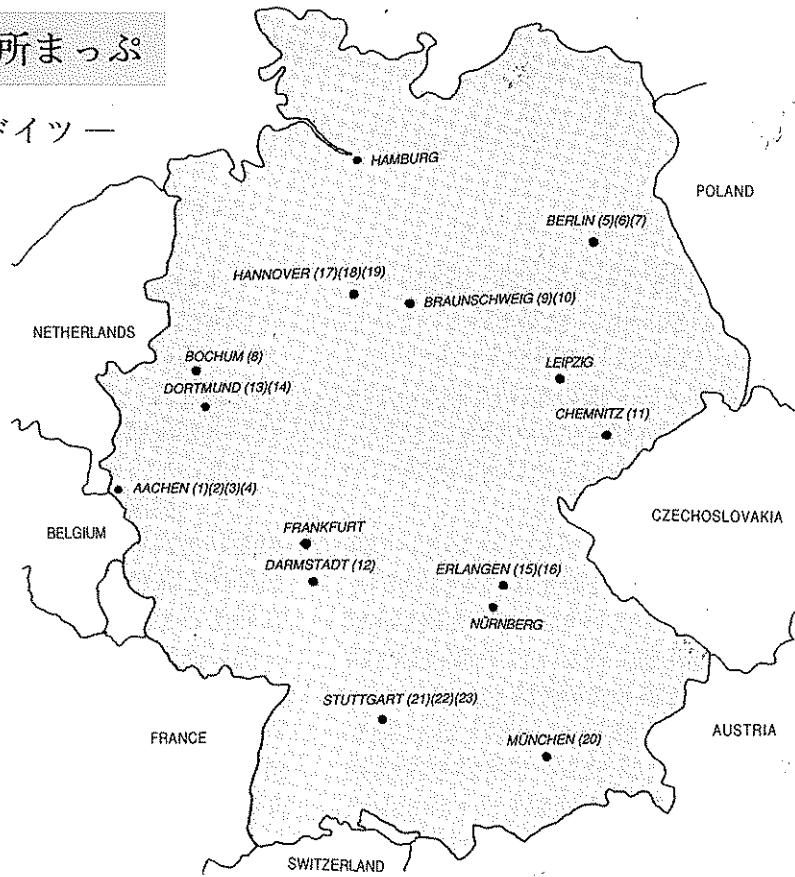 所まっぷ
ドイツ —
HAMBURG
POLAND
BERLIN (5)(6)(7)
HANNOVER (17)(18)(19)
BRAUNSCHWEIG (9)(10)
NETHERLANDS
BOCHUM (8)
LEIPZIG
DORTMUND (13)(14)
CHEMNITZ (11)
AACHEN (1)(2)(3)(4)
CZECHOSLOVAKIA
BELGIUM
FRANKFURT
DARMSTADT (12)
ERLANGEN (15)(16)
NÜRNBERG
STUTTGART (21)(22)(23)
FRANCE
AUSTRIA
MÜNCHEN (20)
SWITZERLAND